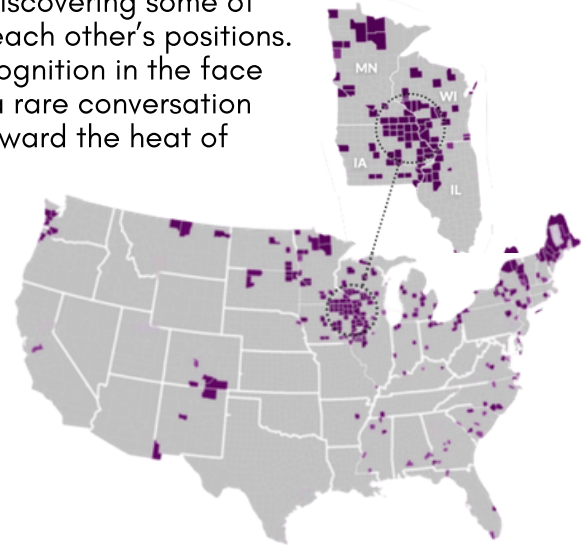 iscovering some of
each other's positions.
ognition in the face
a rare conversation
ward the heat of
MN
WI
IA
IL